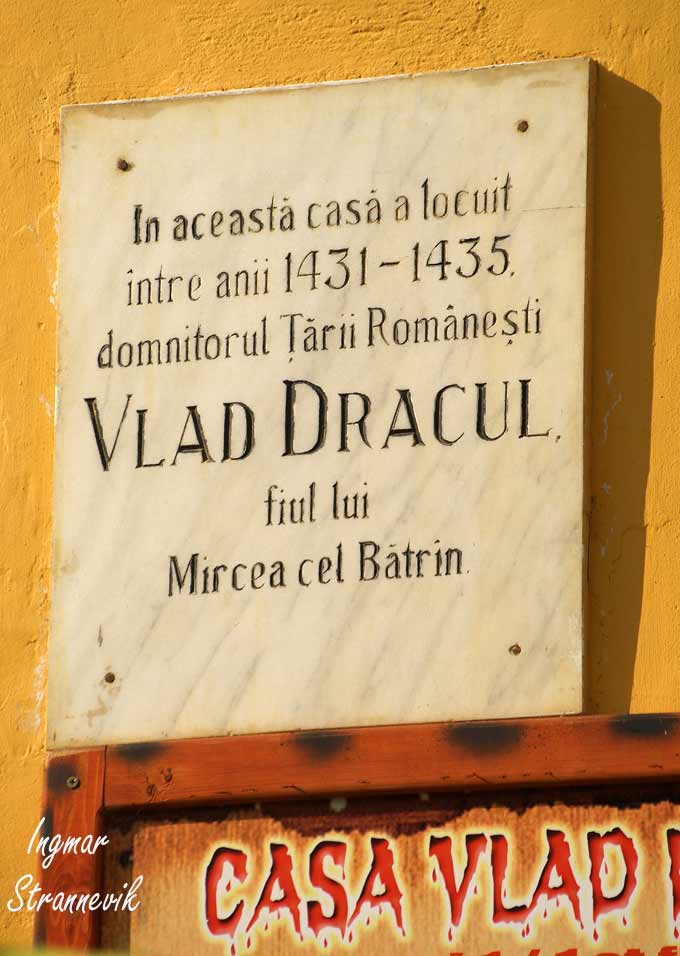 In această casă a locuit
între anii 1431-1435,
domnitorul Țării Românești
VLAD DRACUL,
fiul lui
Mircea cel Bătrîn.
CASA VLAD
Ingmar
Strannevik